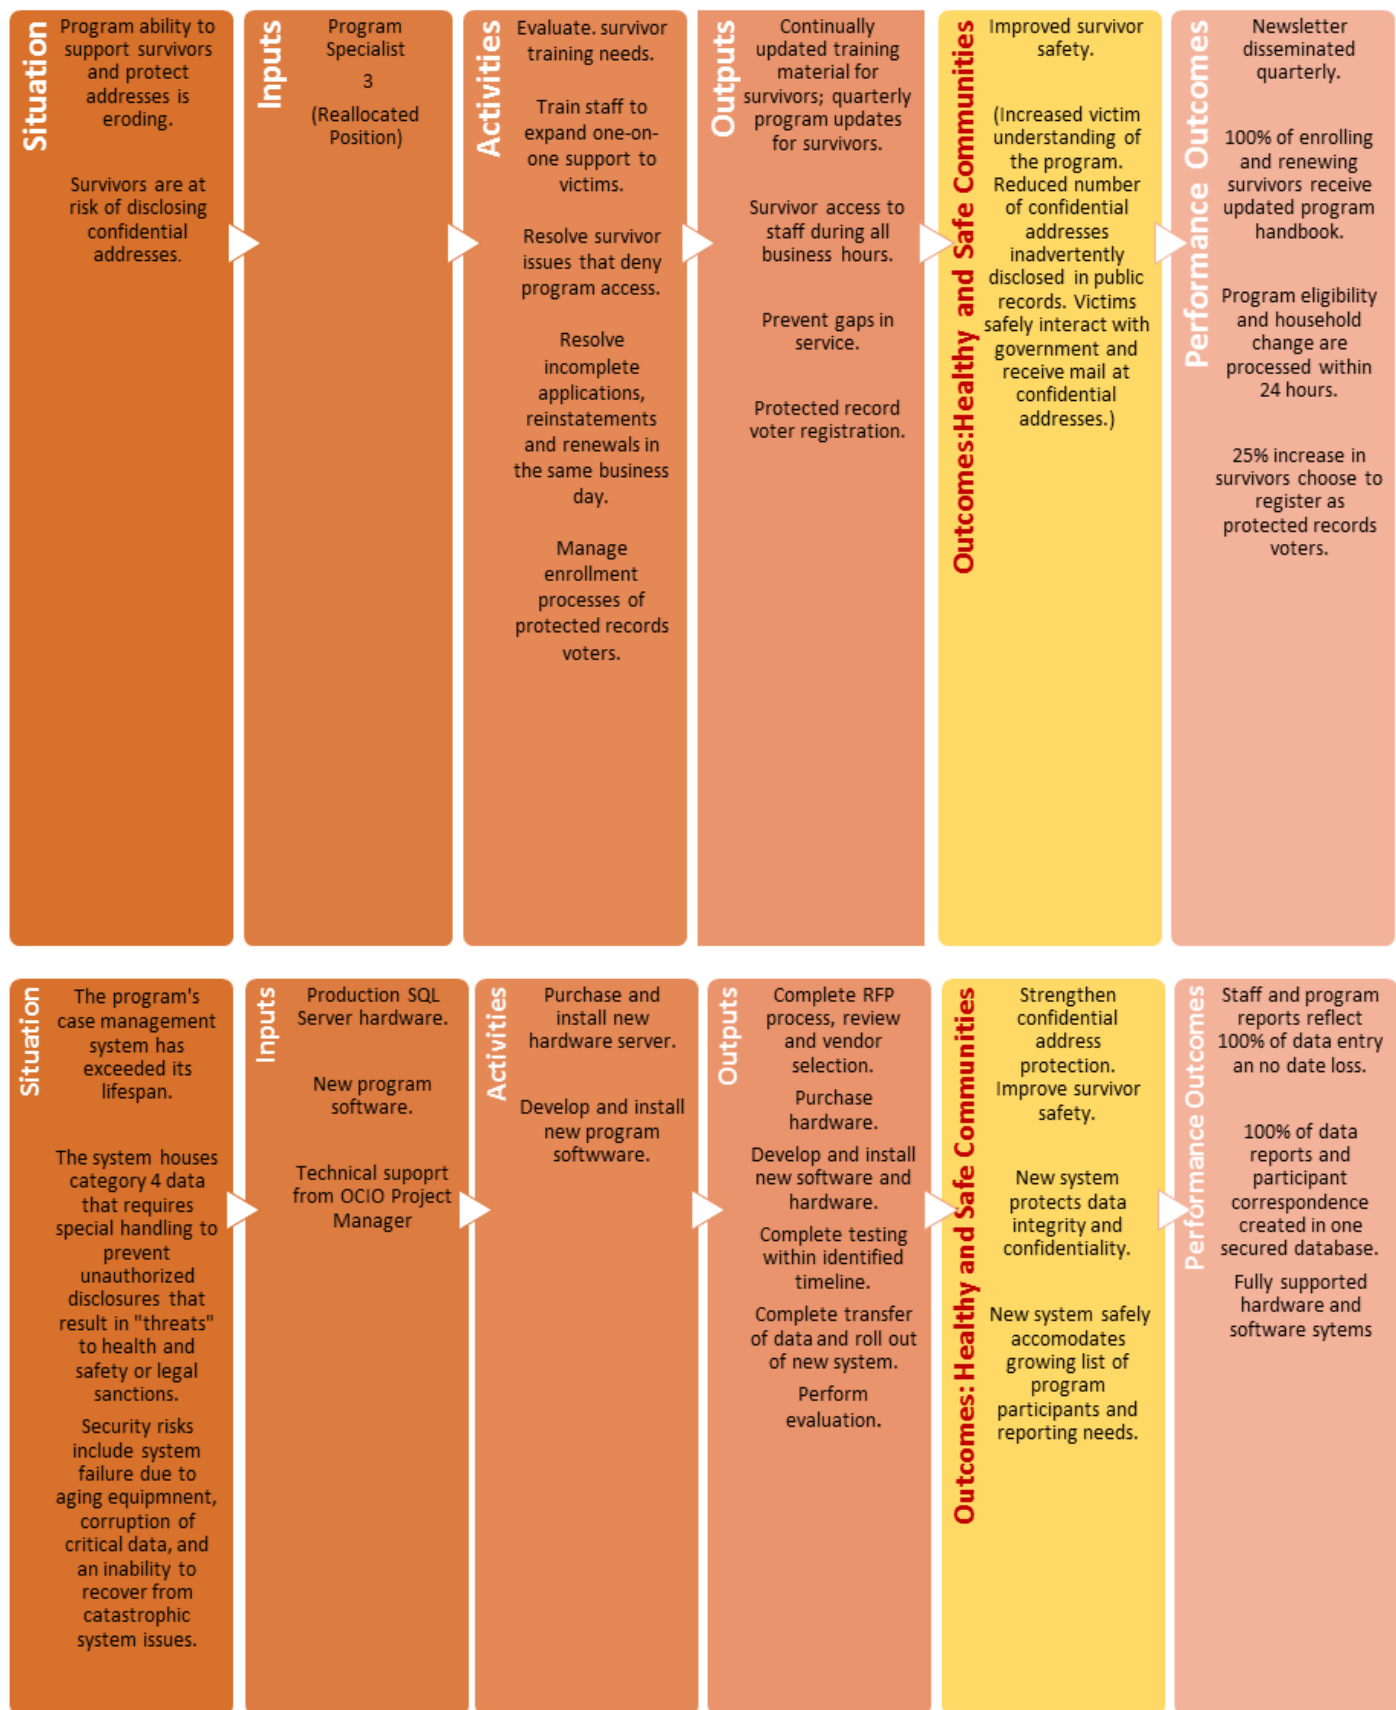 Situation
Program ability to
support survivors
and protect
addresses is
eroding.
Survivors are at
risk of disclosing
confidential
addresses.
Inputs
Program
Specialist
3
(Reallocated
Position)
Activities
Evaluate. survivor
training needs.
Train staff to
expand one-on-
one support to
victims.
Resolve survivor
issues that deny
program access.
Resolve
incomplete
applications,
reinstatements
and renewals in
the same business
day.
Manage
enrollment
processes of
protected records
voters.
Outputs
Continually
updated training
material for
survivors; quarterly
program updates
for survivors.
Survivor access to
staff during all
business hours.
Prevent gaps in
service.
Protected record
voter registration.
Outcomes:Healthy and Safe Communities
Improved survivor
safety.
(Increased victim
understanding of
the program.
Reduced number
of confidential
addresses
inadvertently
disclosed in public
records. Victims
safely interact with
government and
receive mail at
confidential
addresses.)
Performance Outcomes
Newsletter
disseminated
quarterly.
100% of enrolling
and renewing
survivors receive
updated program
handbook.
Program eligibility
and household
change are
processed within
24 hours.
25% increase in
survivors choose to
register as
protected records
voters.
Situation
The program's
case management
system has
exceeded its
lifespan.
The system houses
category 4 data
that requires
special handling to
prevent
unauthorized
disclosures that
result in "threats"
to health and
safety or legal
sanctions.
Security risks
include system
failure due to
aging equipmnent,
corruption of
critical data, and
an inability to
recover from
catastrophic
system issues.
Inputs
Production SQL
Server hardware.
New program
software.
Technical supoprt
from OCIO Project
Manager
Activities
Purchase and
install new
hardware server.
Develop and install
new program
softwware.
Outputs
Complete RFP
process, review
and vendor
selection.
Purchase
hardware.
Develop and install
new software and
hardware.
Complete testing
within identified
timeline.
Complete transfer
of data and roll out
of new system.
Perform
evaluation.
Outcomes: Healthy and Safe Communities
Strengthen
confidential
address
protection.
Improve survivor
safety.
New system
protects data
integrity and
confidentiality.
New system safely
accomodates
growing list of
program
participants and
reporting needs.
Performance Outcomes
Staff and program
reports reflect
100% of data entry
an no date loss.
100% of data
reports and
participant
correspondence
created in one
secured database.
Fully supported
hardware and
software sytems